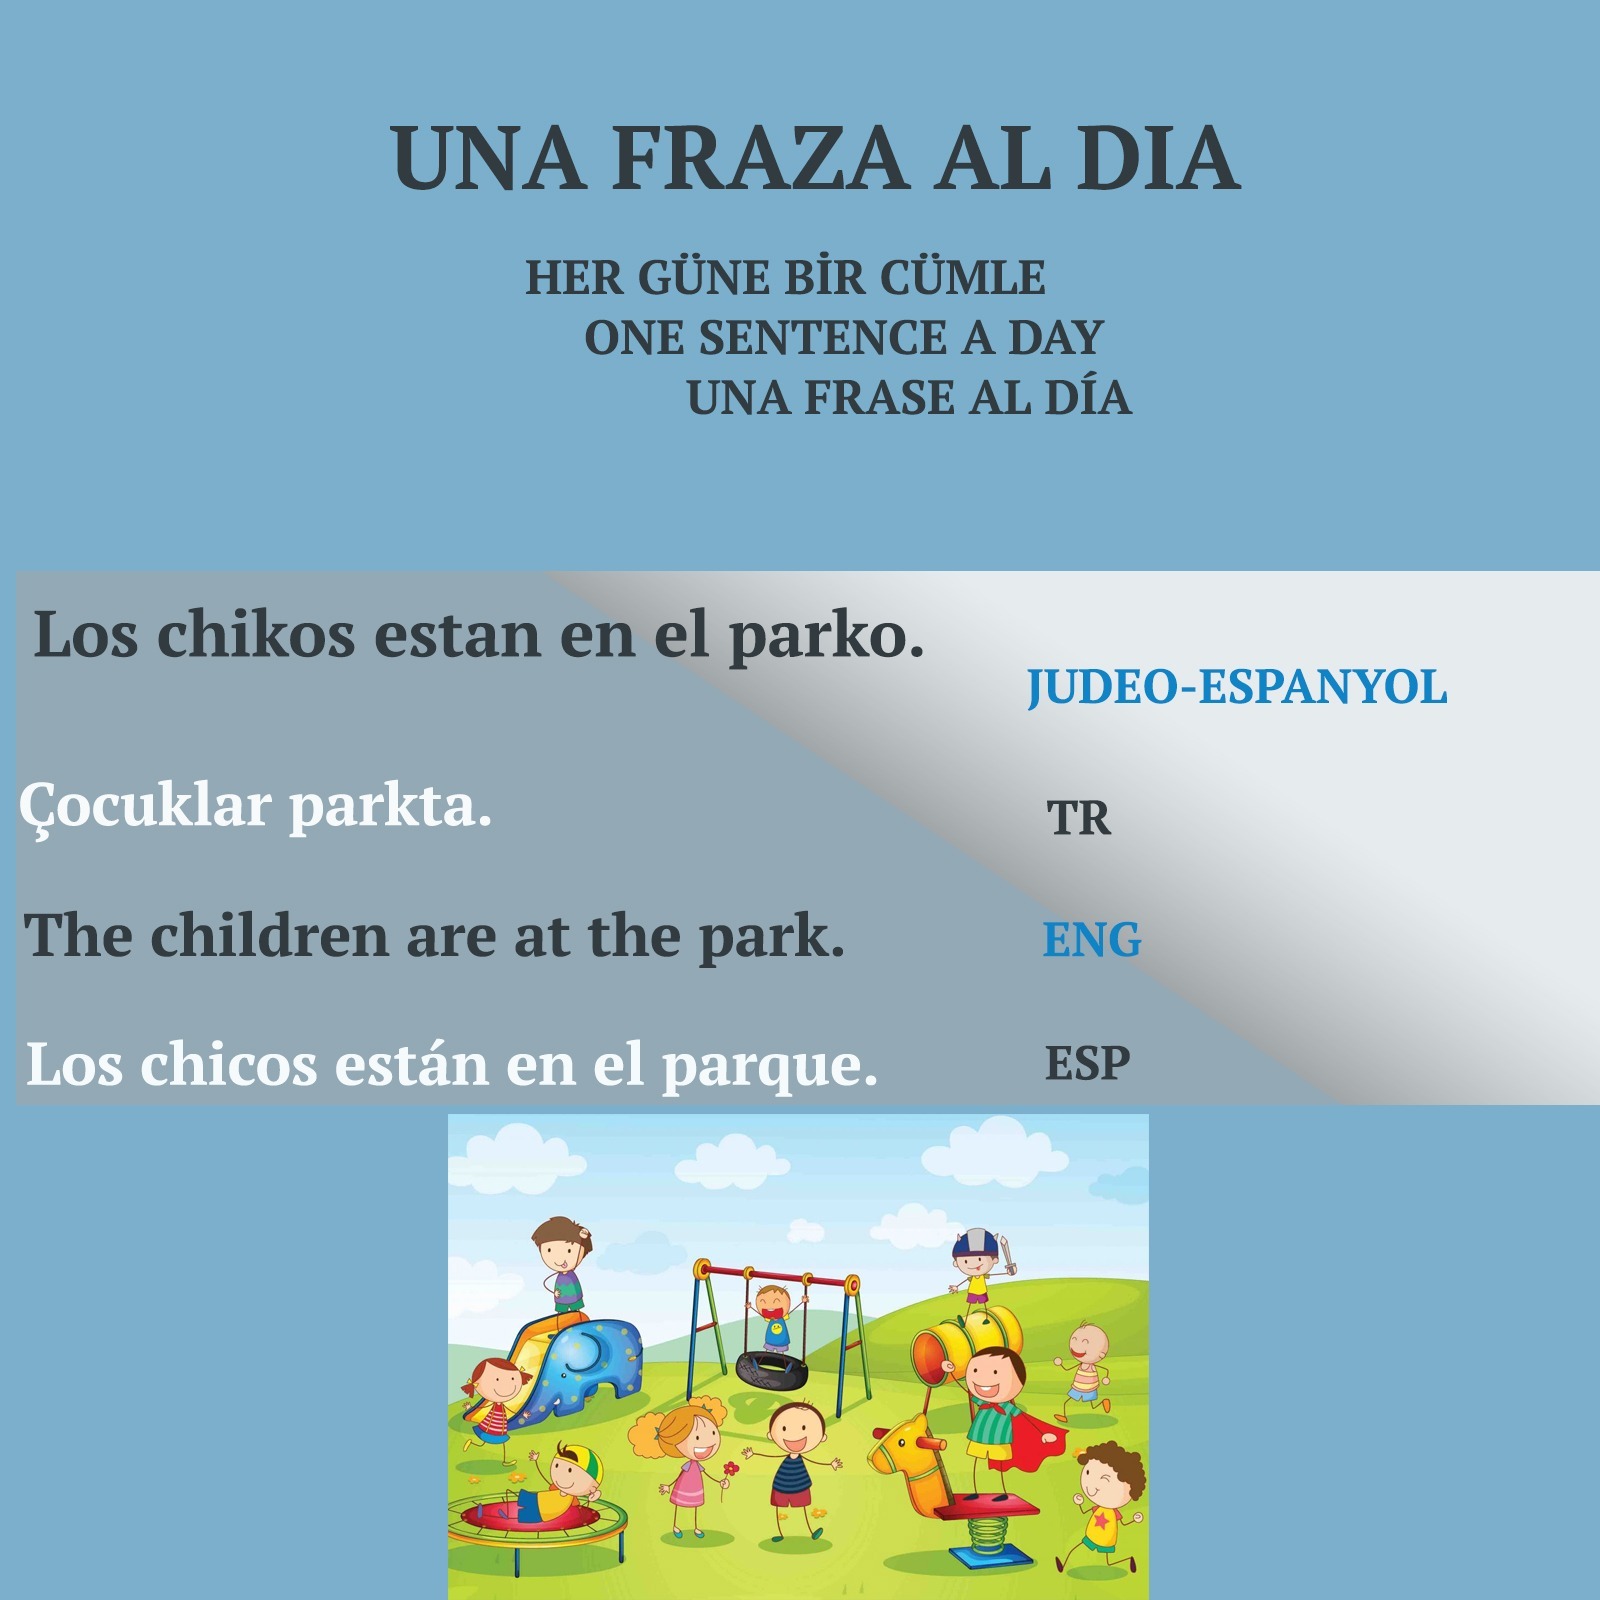 UNA FRAZA AL DIA
HER GÜNE BİR CÜMLE
ONE SENTENCE A DAY
UNA FRASE AL DÍA
Los chikos estan en el parko.
JUDEO-ESPANYOL
Çocuklar parkta.
TR
The children are at the park.
ENG
Los chicos están en el parque.
ESP